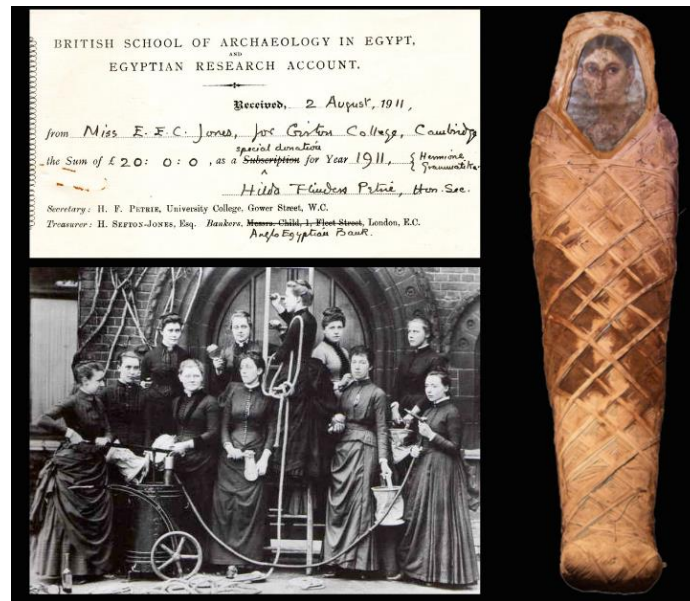 BRITISH SCHOOL OF ARCHAEOLOGY IN EGYPT,
AND
EGYPTIAN RESEARCH ACCOUNT.
Received, 2 August, 1911,
from Miss E. E. C. Jones, for Girton College, Cambridge
special donation
the Sum of £ 20: 0: 0, as a Subscription for Year 1911, { Hermione
Grammatike
Hilda Flinders Petrie, Hon. Sec.
Secretary: H. F. PETRIE, University College, Gower Street, W.C.
Treasurer: H. SEFTON-JONES, Esq. Bankers, Messrs. Child, 1, Fleet Street, London, E.C.
Anglo Egyptian Bank.